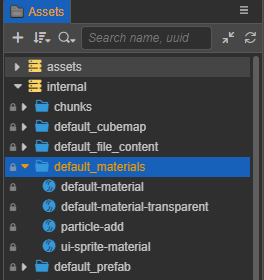 Assets
Search name, uuid
assets
internal
chunks
default_cubemap
default_file_content
default_materials
default-material
default-material-transparent
particle-add
ui-sprite-material
default_prefab